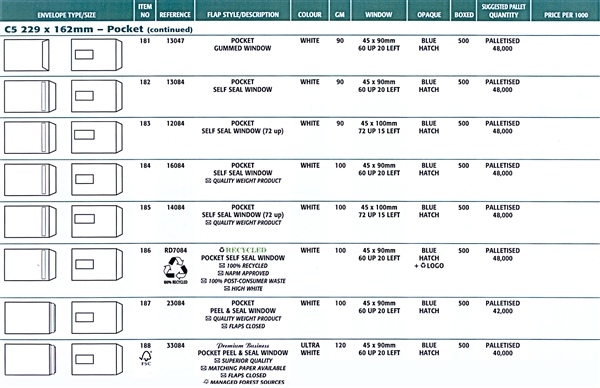 ENVELOPE TYPE/SIZE ITEM NO REFERENCE FLAP STYLE/DESCRIPTION COLOUR GM WINDOW OPAQUE BOXED SUGGESTED PALLET QUANTITY PRICE PER 1000
C5 229 x 162mm – Pocket (continued)
181 13047 POCKET WHITE 90 45 x 90mm BLUE 500 PALLETISED
GUMMED WINDOW 60 UP 20 LEFT HATCH 48,000
182 13084 POCKET WHITE 90 45 x 90mm BLUE 500 PALLETISED
SELF SEAL WINDOW 60 UP 20 LEFT HATCH 48,000
183 12084 POCKET WHITE 90 45 x 100mm BLUE 500 PALLETISED
SELF SEAL WINDOW (72 up) 72 UP 15 LEFT HATCH 48,000
184 16084 POCKET WHITE 100 45 x 90mm BLUE 500 PALLETISED
SELF SEAL WINDOW 60 UP 20 LEFT HATCH 48,000
QUALITY WEIGHT PRODUCT
185 14084 POCKET WHITE 100 45 x 100mm BLUE 500 PALLETISED
SELF SEAL WINDOW (72 up) 72 UP 15 LEFT HATCH 48,000
QUALITY WEIGHT PRODUCT
186 RD7084 RECYCLED WHITE 100 45 x 90mm BLUE 500 PALLETISED
POCKET SELF SEAL WINDOW 60 UP 20 LEFT HATCH 48,000
100% RECYCLED + LOGO
NAPM APPROVED
100% POST-CONSUMER WASTE
100% RECYCLED HIGH WHITE
187 23084 POCKET WHITE 100 45 x 90mm BLUE 500 PALLETISED
PEEL & SEAL WINDOW 60 UP 20 LEFT HATCH 42,000
QUALITY WEIGHT PRODUCT
FLAPS CLOSED
188 33084 Premium Business ULTRA 120 45 x 90mm BLUE 500 PALLETISED
POCKET PEEL & SEAL WINDOW WHITE 60 UP 20 LEFT HATCH 40,000
FSC SUPERIOR QUALITY
MATCHING PAPER AVAILABLE
FLAPS CLOSED
MANAGED FOREST SOURCES